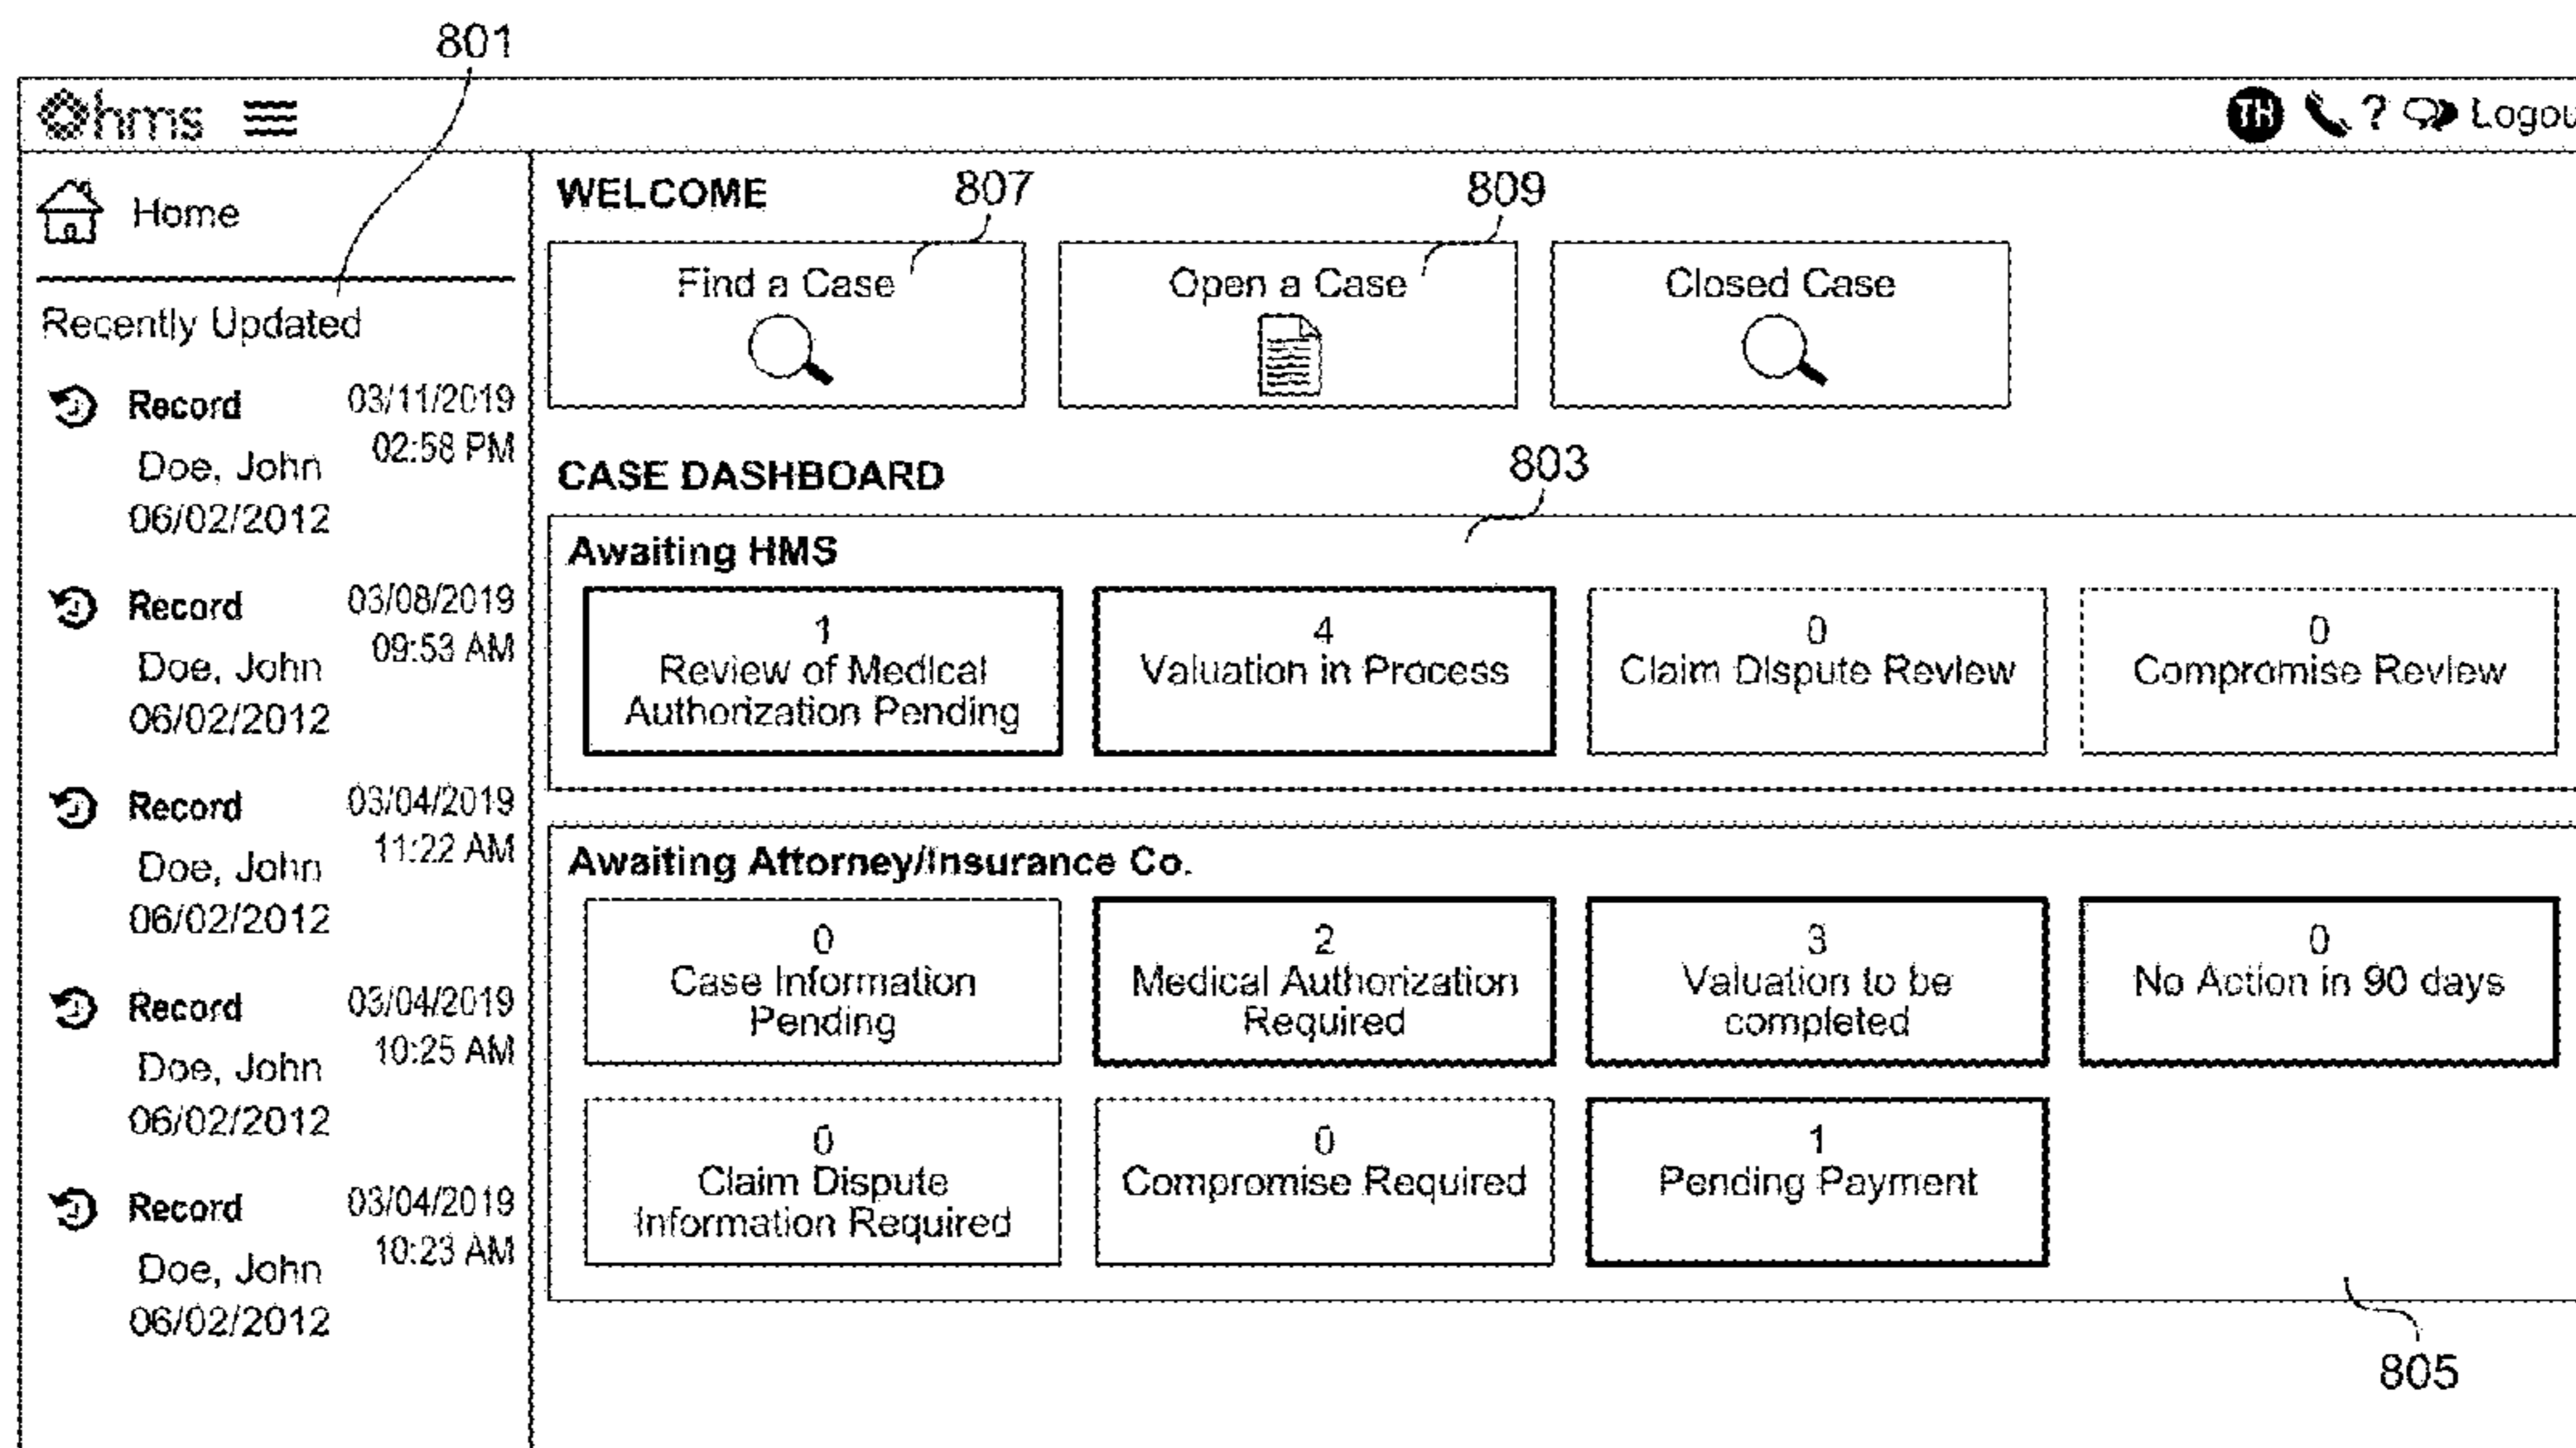 801
hms
TH ? Logou
Home
Recently Updated
Record 03/11/2019
02:58 PM
Doe, John
06/02/2012
Record 03/08/2019
09:53 AM
Doe, John
06/02/2012
Record 03/04/2019
11:22 AM
Doe, John
06/02/2012
Record 03/04/2019
10:25 AM
Doe, John
06/02/2012
Record 03/04/2019
10:23 AM
Doe, John
06/02/2012
WELCOME
807
809
Find a Case
Open a Case
Closed Case
CASE DASHBOARD
803
Awaiting HMS
1
Review of Medical
Authorization Pending
4
Valuation in Process
0
Claim Dispute Review
0
Compromise Review
Awaiting Attorney/Insurance Co.
0
Case Information
Pending
2
Medical Authorization
Required
3
Valuation to be
completed
0
No Action in 90 days
0
Claim Dispute
Information Required
0
Compromise Required
1
Pending Payment
805